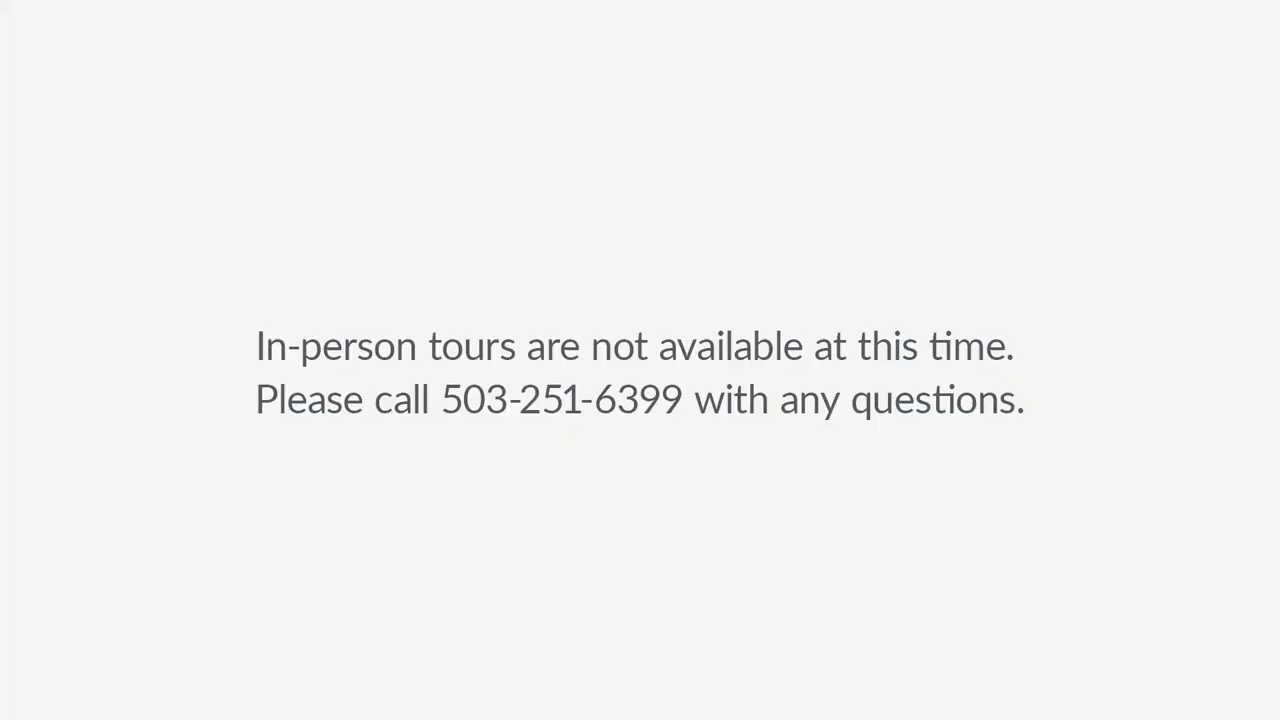 In-person tours are not available at this time.
Please call 503-251-6399 with any questions.